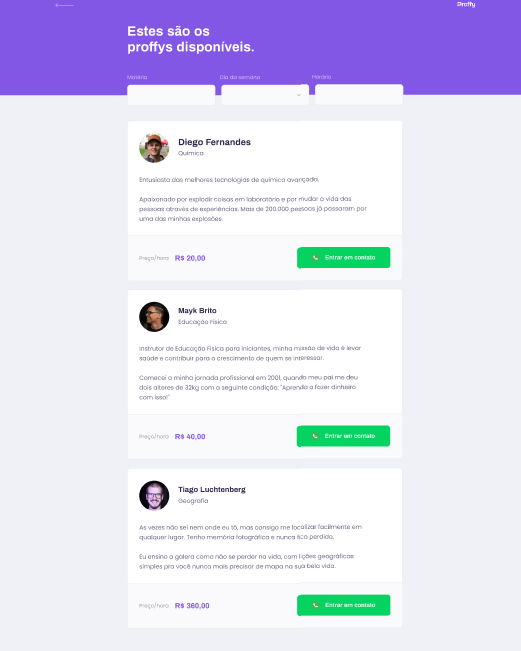 Proffy
Estes são os
proffys disponíveis.
Matéria
Dia da semana
Horário
Diego Fernandes
Química
Entusiasta das melhores tecnologias de química avançada.
Apaixonado por explodir coisas em laboratório e por mudar a vida das
pessoas através de experiências. Mais de 200.000 pessoas já passaram por
uma das minhas explosões.
Preço/hora R$ 20,00
Entrar em contato
Mayk Brito
Educação Física
Instrutor de Educação Física para iniciantes, minha missão de vida é levar
saúde e contribuir para o crescimento de quem se interessar.
Comecei a minha jornada profissional em 2001, quando meu pai me deu
dois alteres de 32kg com a seguinte condição: "Aprenda a fazer dinheiro
com isso!"
Preço/hora R$ 40,00
Entrar em contato
Tiago Luchtenberg
Geografia
As vezes não sei nem onde eu tô, mas consigo me localizar facilmente em
qualquer lugar. Tenho memória fotográfica e nunca fico perdido.
Eu ensino a galera como não se perder na vida, com lições geográficas
simples pra você nunca mais precisar de mapa na sua bela vida.
Preço/hora R$ 360,00
Entrar em contato